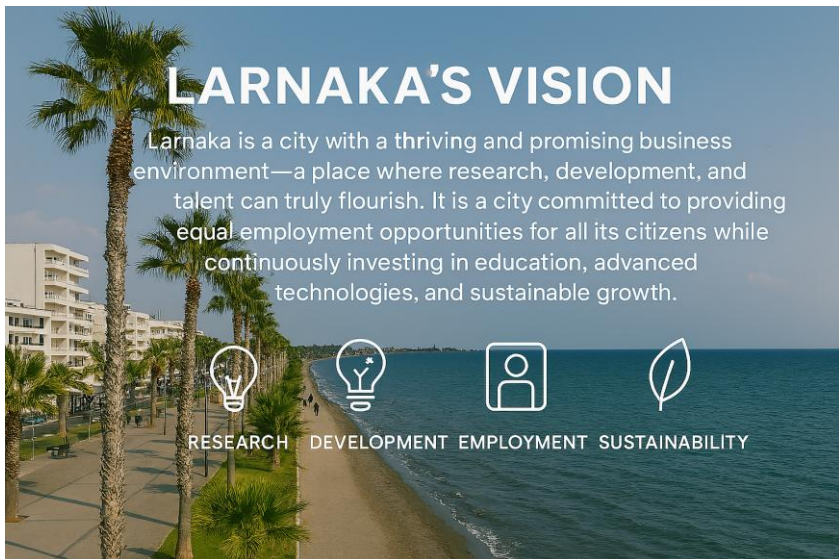 LARNAKA'S VISION
Larnaka is a city with a thriving and promising business
environment—a place where research, development, and
talent can truly flourish. It is a city committed to providing
equal employment opportunities for all its citizens while
continuously investing in education, advanced
technologies, and sustainable growth.
RESEARCH DEVELOPMENT EMPLOYMENT SUSTAINABILITY